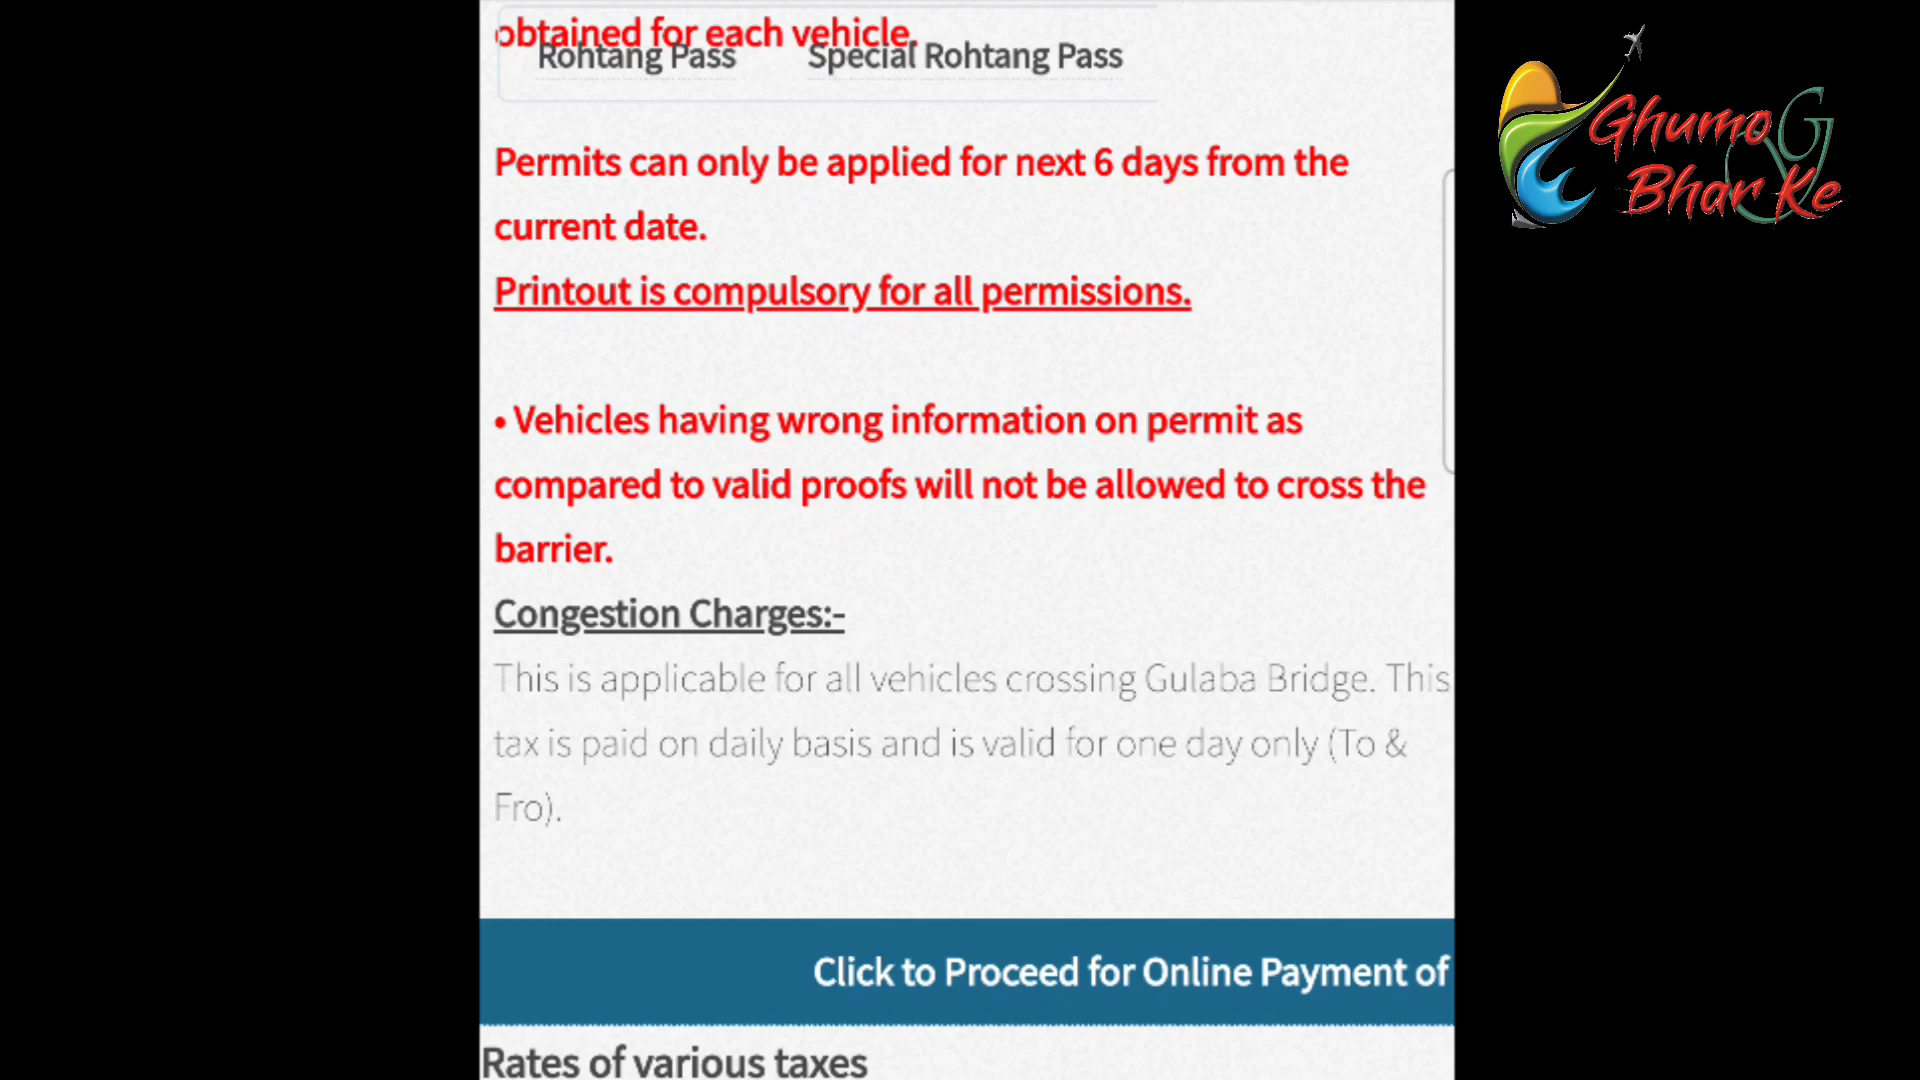 obtained for each vehicle.
Rohtang Pass Special Rohtang Pass
Permits can only be applied for next 6 days from the
current date.
Printout is compulsory for all permissions.
• Vehicles having wrong information on permit as
compared to valid proofs will not be allowed to cross the
barrier.
Congestion Charges:-
This is applicable for all vehicles crossing Gulaba Bridge. This
tax is paid on daily basis and is valid for one day only (To &
Fro).
Click to Proceed for Online Payment of
Rates of various taxes
Ghumo
Bhar Ke
G